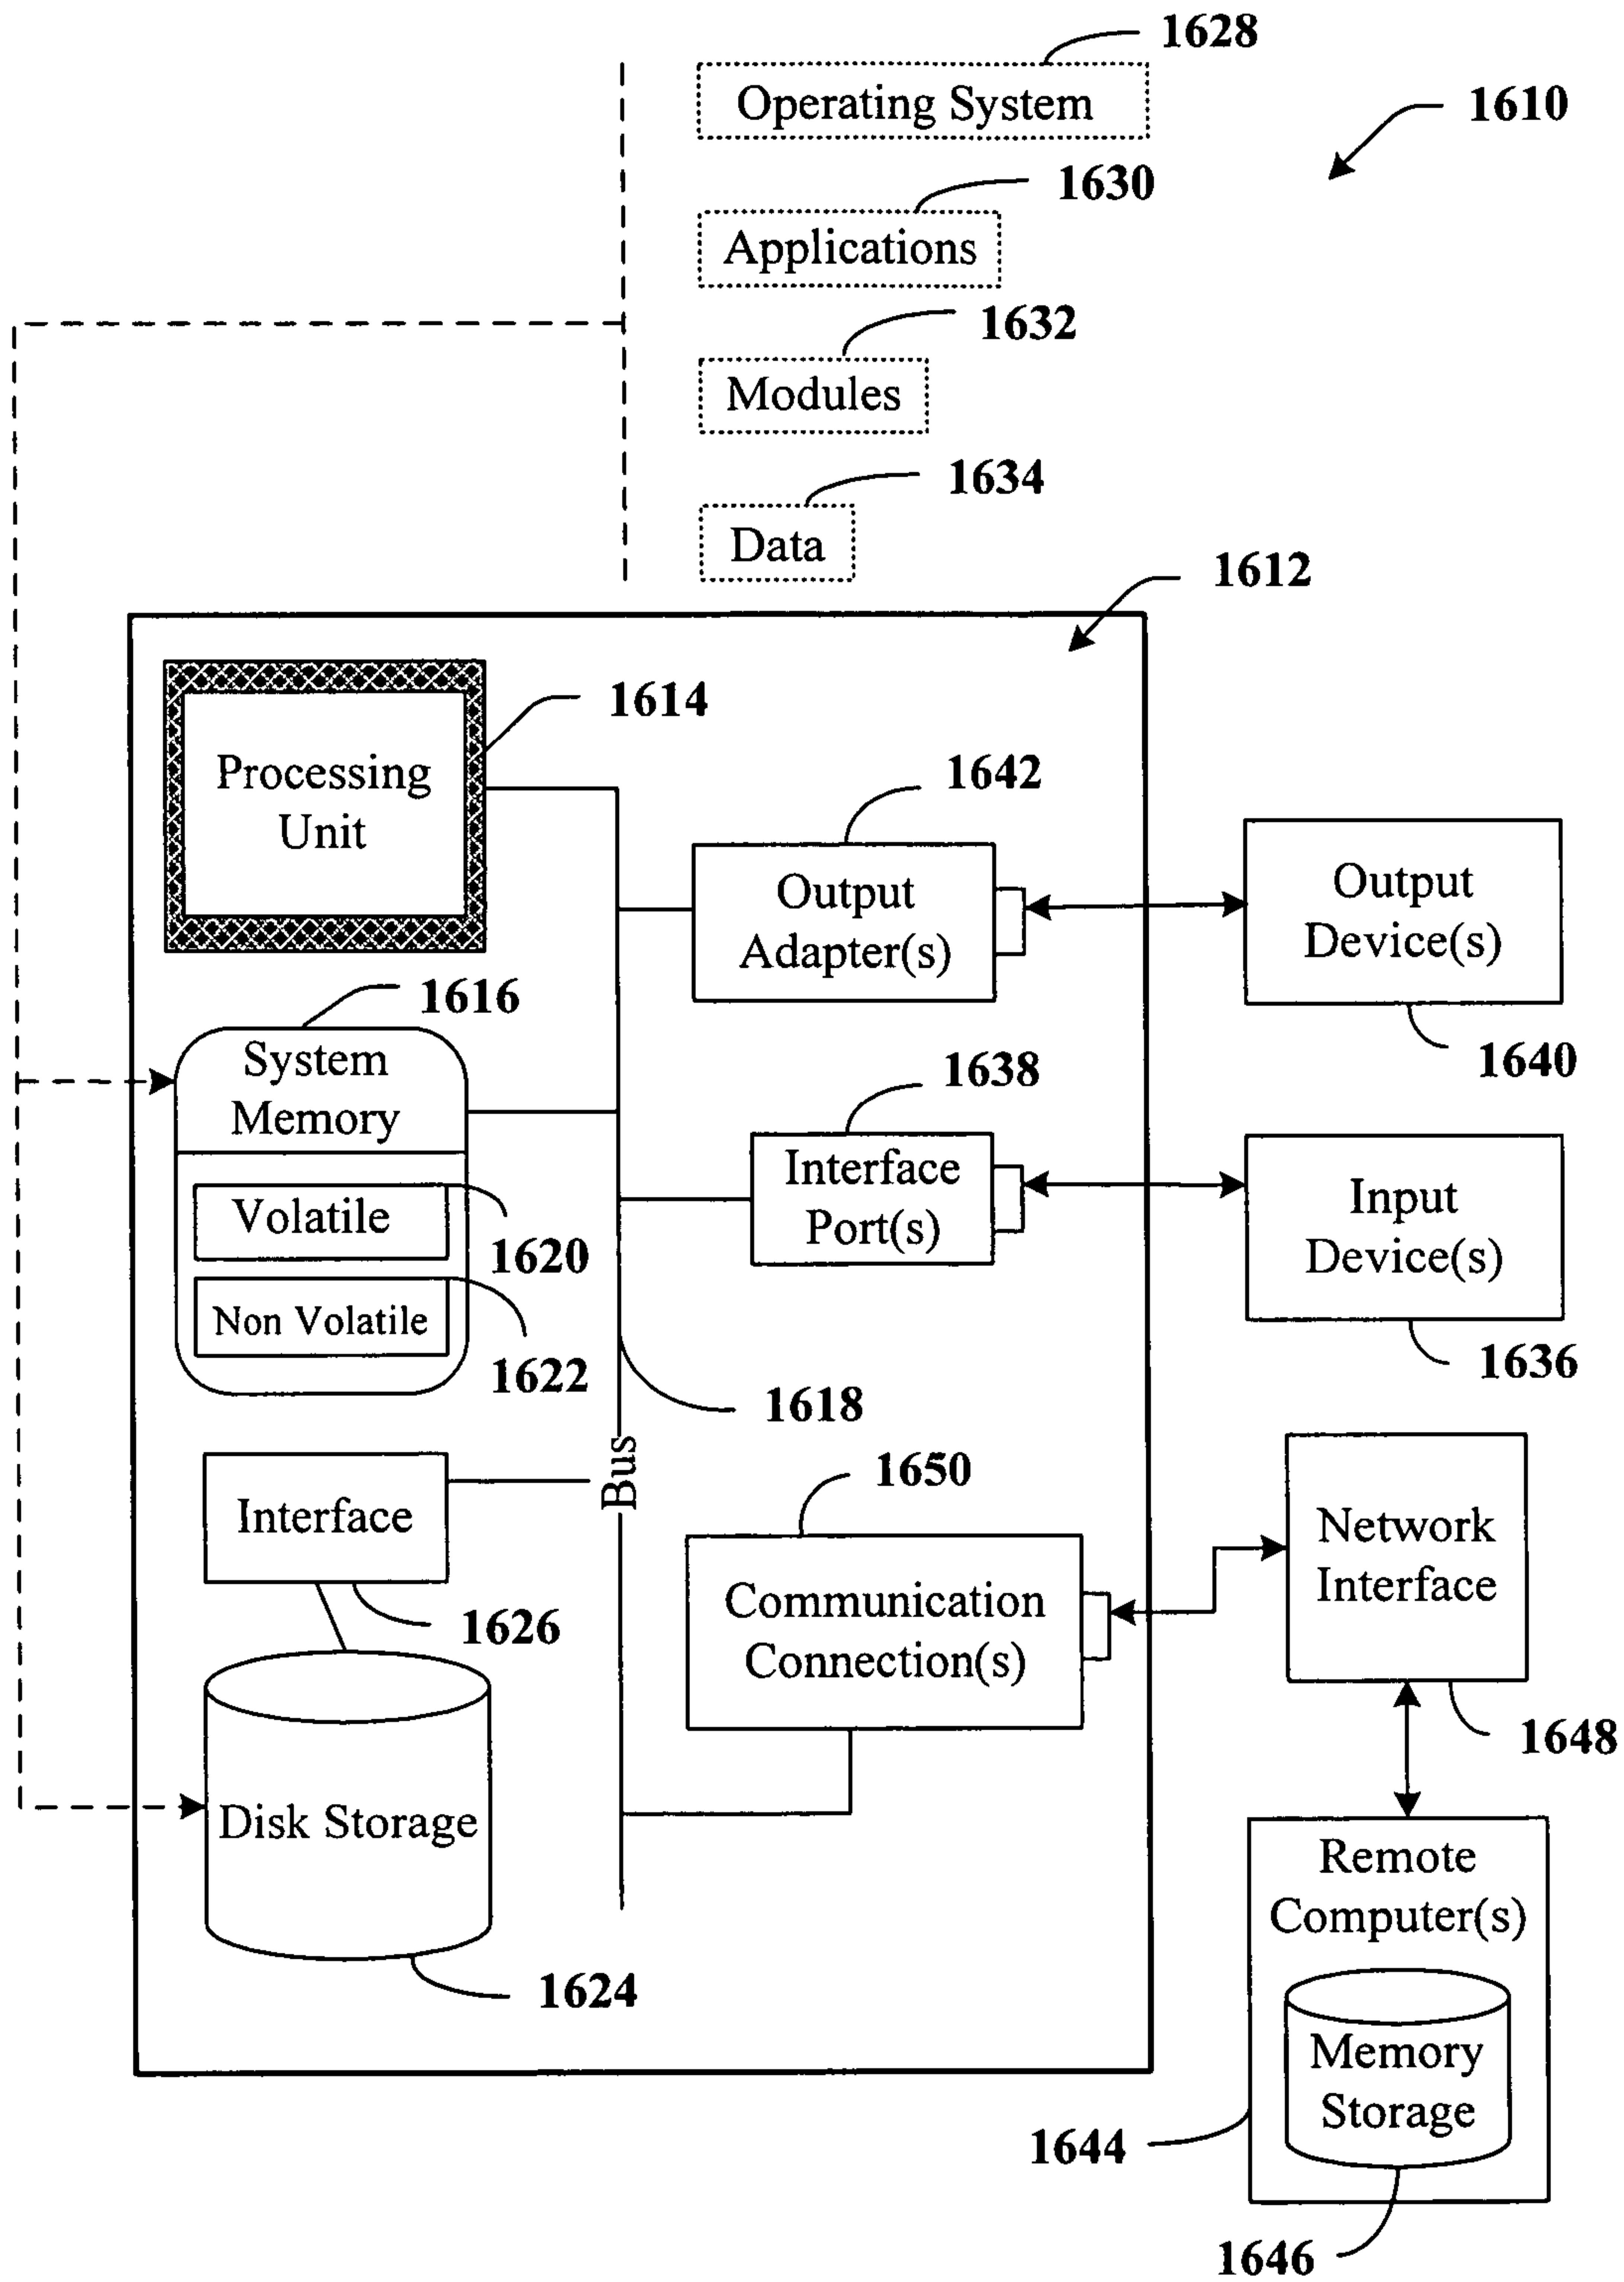 1628
Operating System
1610
1630
Applications
1632
Modules
1634
Data
1612
1614
Processing
Unit
1642
Output
Adapter(s)
Output
Device(s)
1640
1616
System
Memory
1638
Interface
Port(s)
Input
Device(s)
1636
Volatile
1620
Non Volatile
1622
1618
Bus
1650
Interface
1626
Communication
Connection(s)
Network
Interface
1648
Disk Storage
1624
Remote
Computer(s)
Memory
Storage
1644
1646